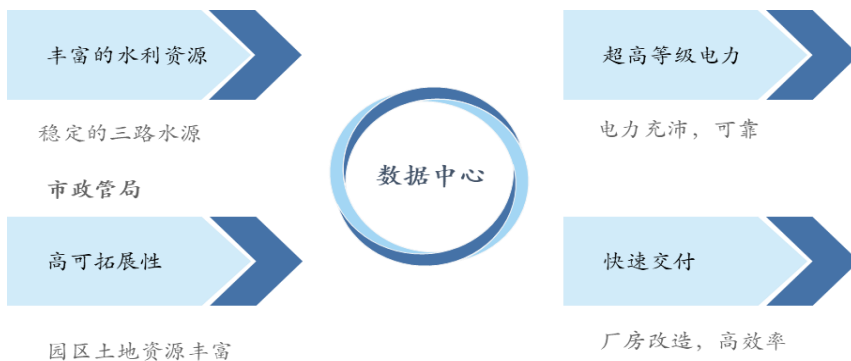 丰富的水利资源
稳定的三路水源
市政管局
高可拓展性
园区土地资源丰富
数据中心
超高等级电力
电力充沛，可靠
快速交付
厂房改造，高效率